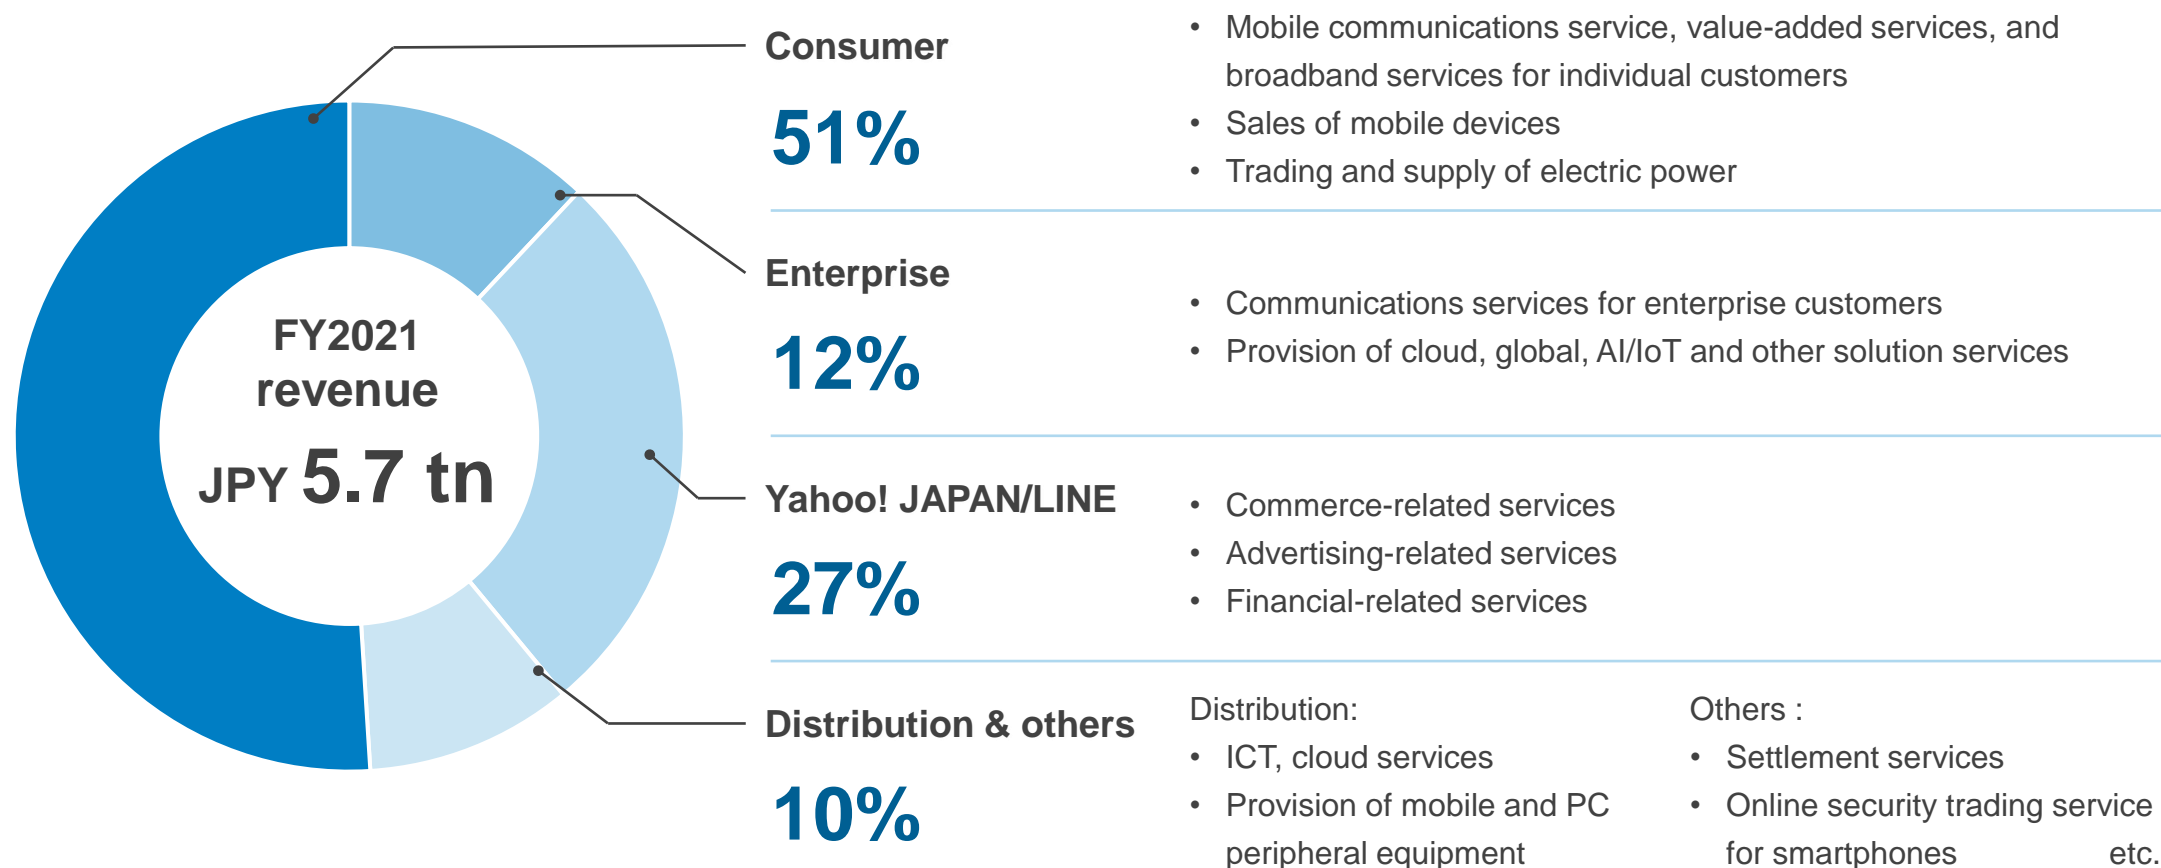 FY2021
revenue
JPY 5.7 tn
Consumer
51%
• Mobile communications service, value-added services, and
broadband services for individual customers
• Sales of mobile devices
• Trading and supply of electric power
Enterprise
12%
• Communications services for enterprise customers
• Provision of cloud, global, AI/IoT and other solution services
Yahoo! JAPAN/LINE
27%
• Commerce-related services
• Advertising-related services
• Financial-related services
Distribution & others
10%
Distribution:
• ICT, cloud services
• Provision of mobile and PC
peripheral equipment
Others :
• Settlement services
• Online security trading service
for smartphones etc.